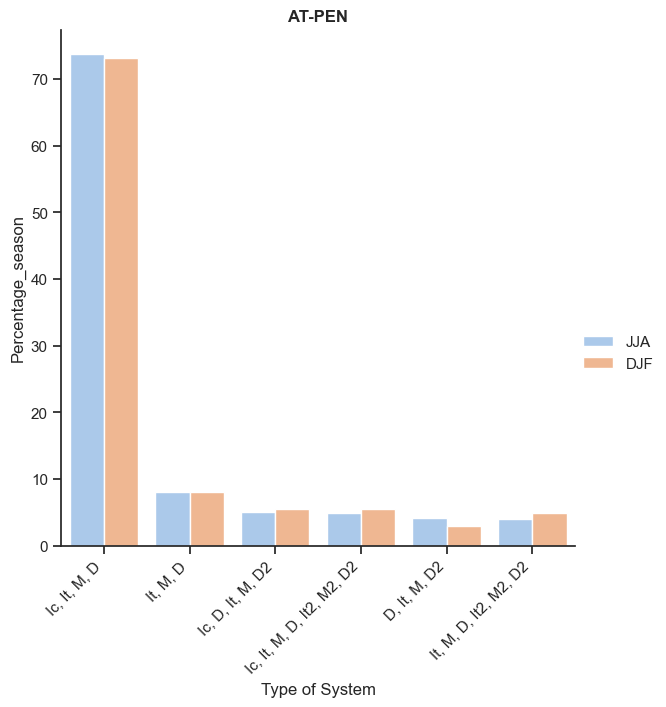 AT-PEN
Percentage_season
70
60
50
40
30
20
10
0
Ic, It, M, D
It, M, D
Ic, D, It, M, D2
Ic, It, M, D, It2, M2, D2
D, It, M, D2
It, M, D, It2, M2, D2
Type of System
JJA
DJF